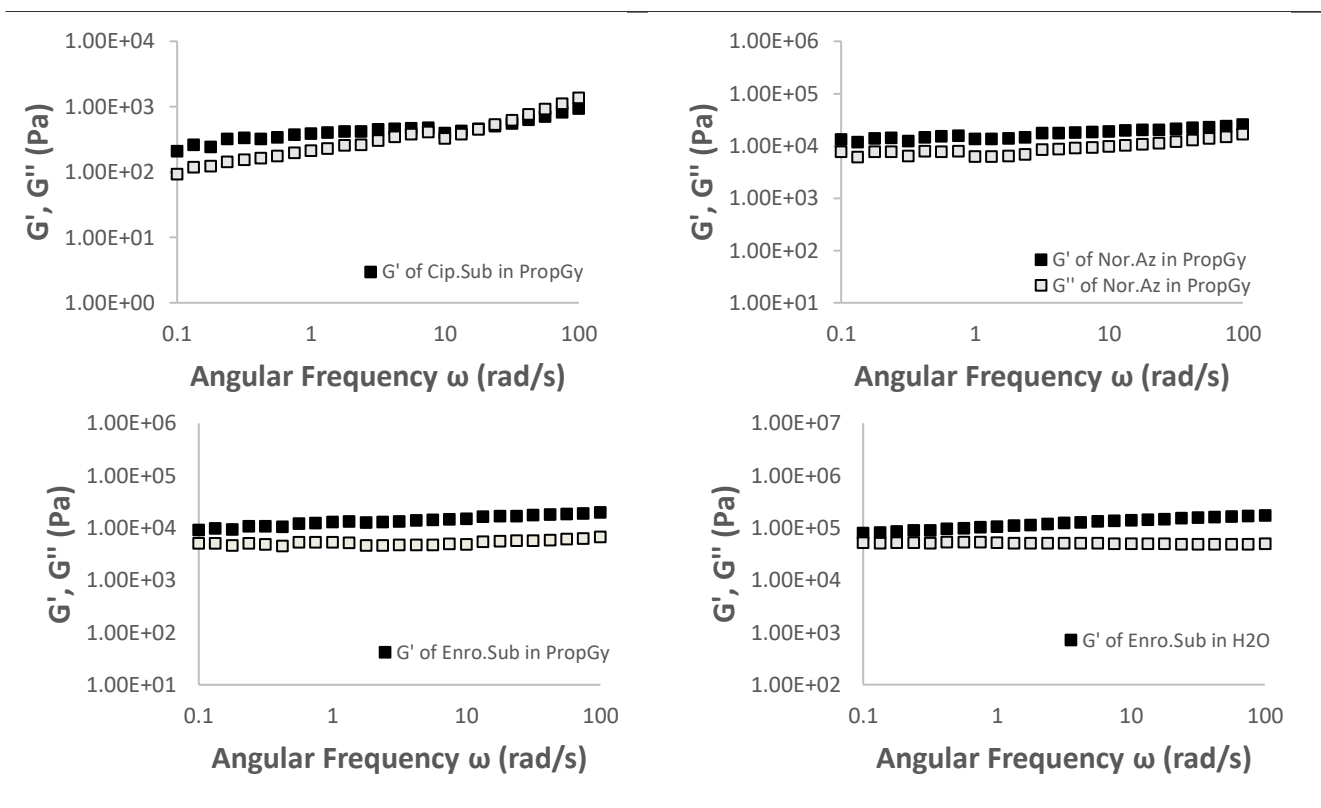 1.00E+04
1.00E+03
1.00E+02
1.00E+01
1.00E+00
G', G'' (Pa)
G' of Cip.Sub in PropGy
0.1 1 10 100
Angular Frequency ω (rad/s)
1.00E+06
1.00E+05
1.00E+04
1.00E+03
1.00E+02
1.00E+01
G', G'' (Pa)
G' of Nor.Az in PropGy
G'' of Nor.Az in PropGy
0.1 1 10 100
Angular Frequency ω (rad/s)
1.00E+06
1.00E+05
1.00E+04
1.00E+03
1.00E+02
1.00E+01
G', G'' (Pa)
G' of Enro.Sub in PropGy
0.1 1 10 100
Angular Frequency ω (rad/s)
1.00E+07
1.00E+06
1.00E+05
1.00E+04
1.00E+03
1.00E+02
G', G'' (Pa)
G' of Enro.Sub in H2O
0.1 1 10 100
Angular Frequency ω (rad/s)